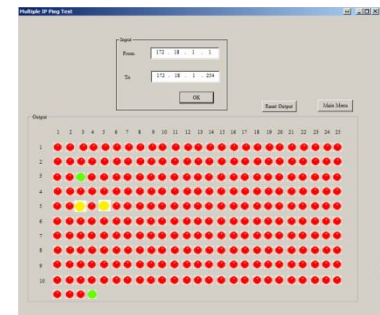 Multiple IP Ping Test
Input
From 172 . 18 . 1 . 1
To 172 . 18 . 1 . 254
OK
Reset Output Main Menu
Output
1 2 3 4 5 6 7 8 9 10 11 12 13 14 15 16 17 18 19 20 21 22 23 24 25
1
2
3
4
5
6
7
8
9
10